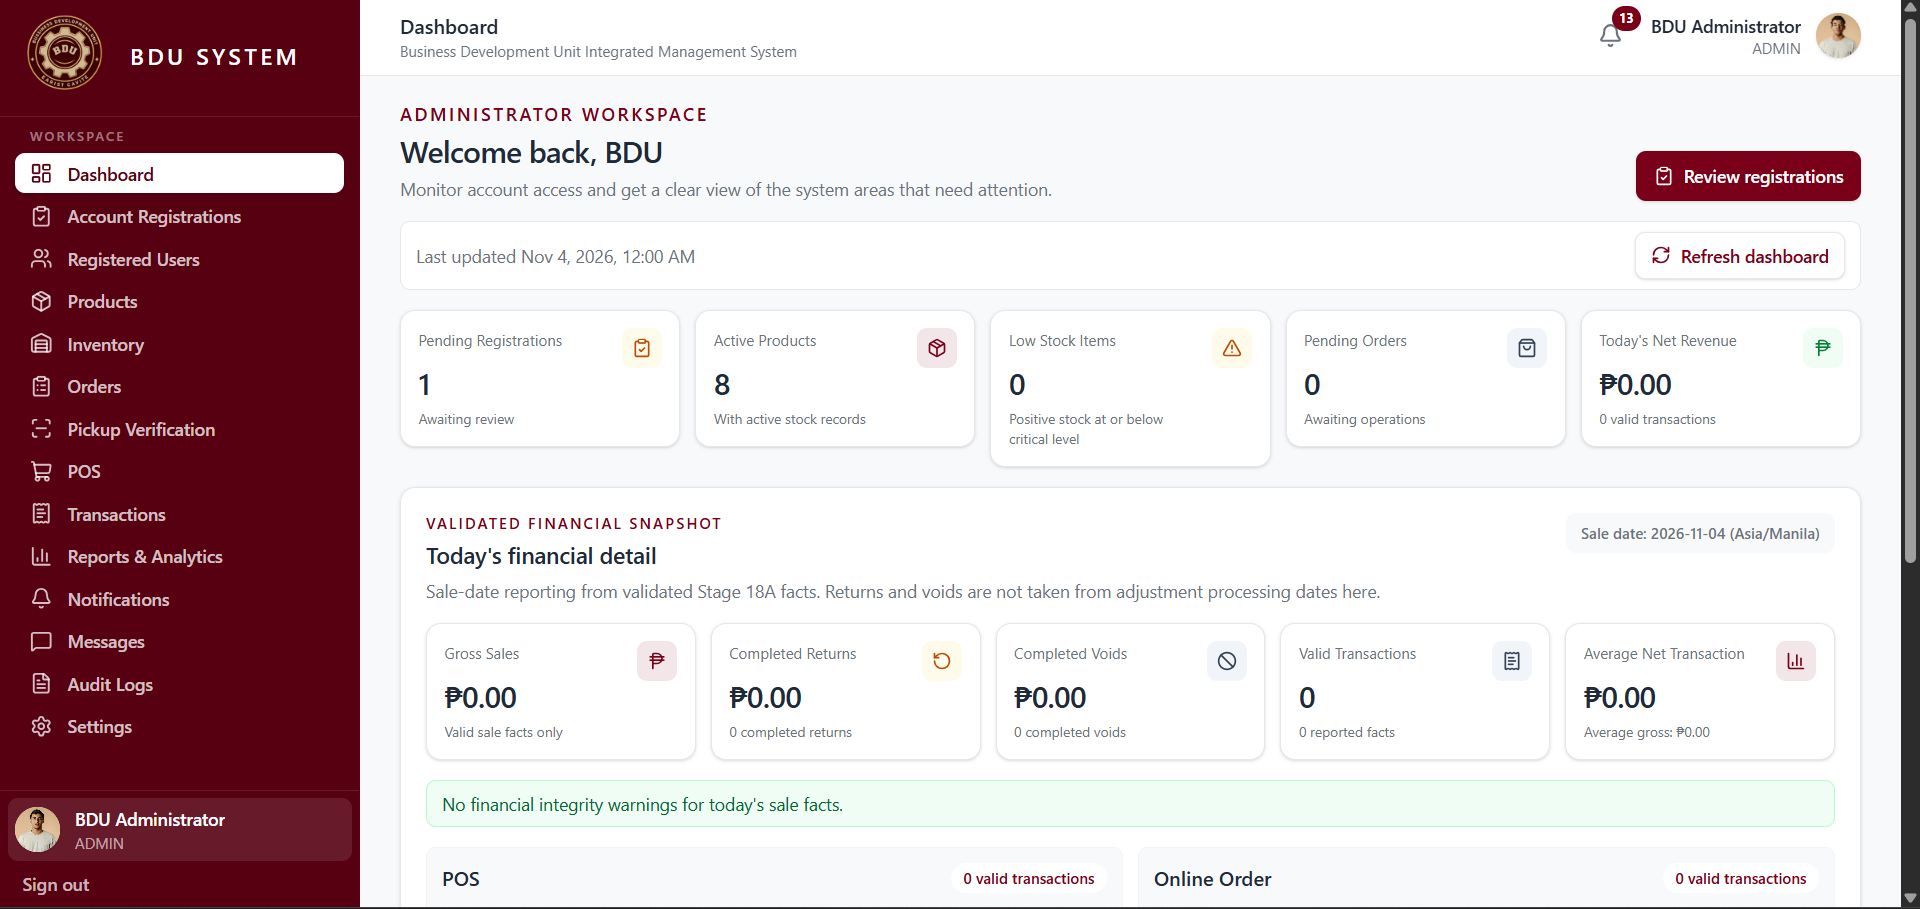 BDU SYSTEM
WORKSPACE
Dashboard
Account Registrations
Registered Users
Products
Inventory
Orders
Pickup Verification
POS
Transactions
Reports & Analytics
Notifications
Messages
Audit Logs
Settings
BDU Administrator
ADMIN
Sign out
Dashboard
Business Development Unit Integrated Management System
13
BDU Administrator
ADMIN
ADMINISTRATOR WORKSPACE
Welcome back, BDU
Monitor account access and get a clear view of the system areas that need attention.
Review registrations
Last updated Nov 4, 2026, 12:00 AM
Refresh dashboard
Pending Registrations
1
Awaiting review
Active Products
8
With active stock records
Low Stock Items
0
Positive stock at or below
critical level
Pending Orders
0
Awaiting operations
Today's Net Revenue
₱0.00
0 valid transactions
VALIDATED FINANCIAL SNAPSHOT
Today's financial detail
Sale-date reporting from validated Stage 18A facts. Returns and voids are not taken from adjustment processing dates here.
Sale date: 2026-11-04 (Asia/Manila)
Gross Sales
₱0.00
Valid sale facts only
Completed Returns
₱0.00
0 completed returns
Completed Voids
₱0.00
0 completed voids
Valid Transactions
0
0 reported facts
Average Net Transaction
₱0.00
Average gross: ₱0.00
No financial integrity warnings for today's sale facts.
POS
0 valid transactions
Online Order
0 valid transactions